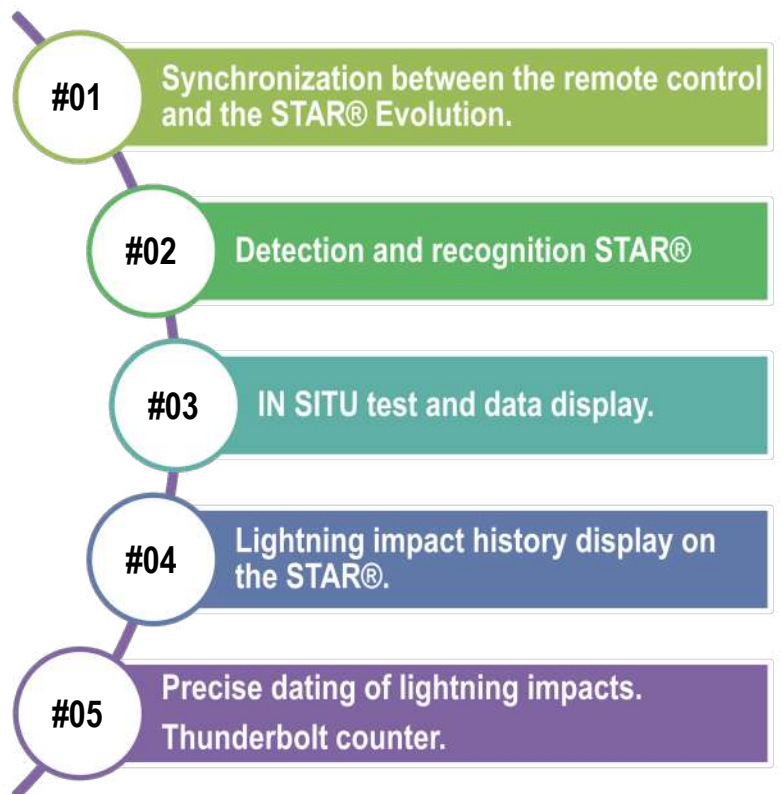 #01
Synchronization between the remote control
and the STAR® Evolution.
#02
Detection and recognition STAR®
#03
IN SITU test and data display.
#04
Lightning impact history display on
the STAR®.
#05
Precise dating of lightning impacts.
Thunderbolt counter.